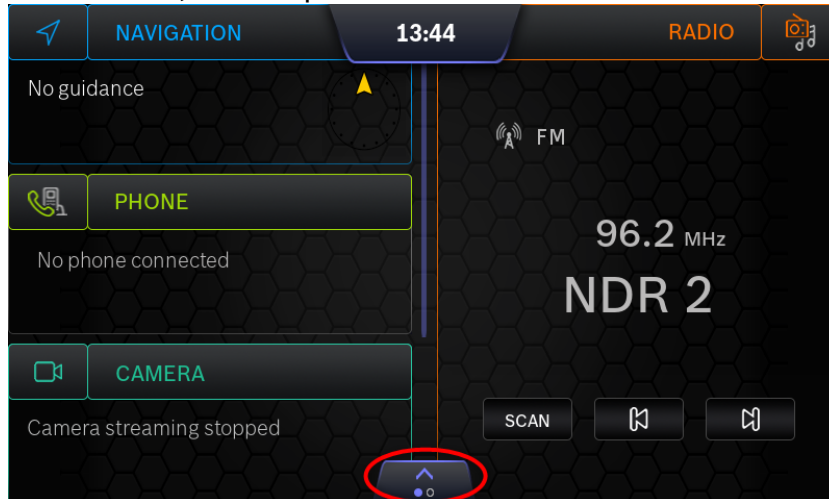 NAVIGATION
13:44
RADIO
No guidance
FM
PHONE
96.2 MHz
No phone connected
NDR 2
CAMERA
SCAN
Camera streaming stopped